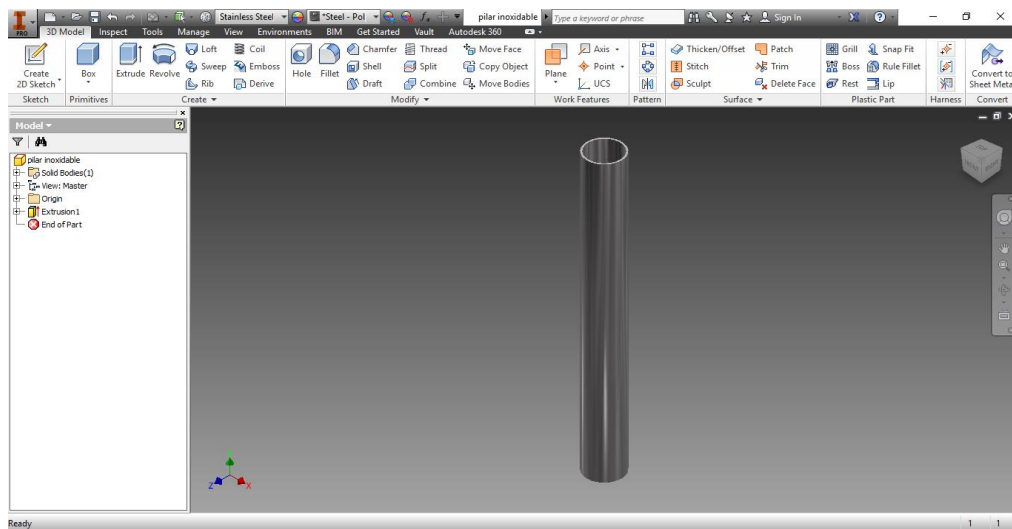 PRO
Stainless Steel
*Steel - Pol
pilar inoxidable
Type a keyword or phrase
Sign In
3D Model Inspect Tools Manage View Environments BIM Get Started Vault Autodesk 360
Create
2D Sketch
Box
Extrude Revolve
Loft Coil
Sweep Emboss
Rib Derive
Hole Fillet
Chamfer Thread Move Face
Shell Split Copy Object
Draft Combine Move Bodies
Plane
Axis
Point
UCS
Thicken/Offset Patch
Stitch Trim
Sculpt Delete Face
Grill Snap Fit
Boss Rule Fillet
Rest Lip
Convert to
Sheet Meta
Sketch Primitives Create Modify Work Features Pattern Surface Plastic Part Harness Convert
Model
pilar inoxidable
Solid Bodies(1)
View: Master
Origin
Extrusion1
End of Part
Z X
Ready 1 1